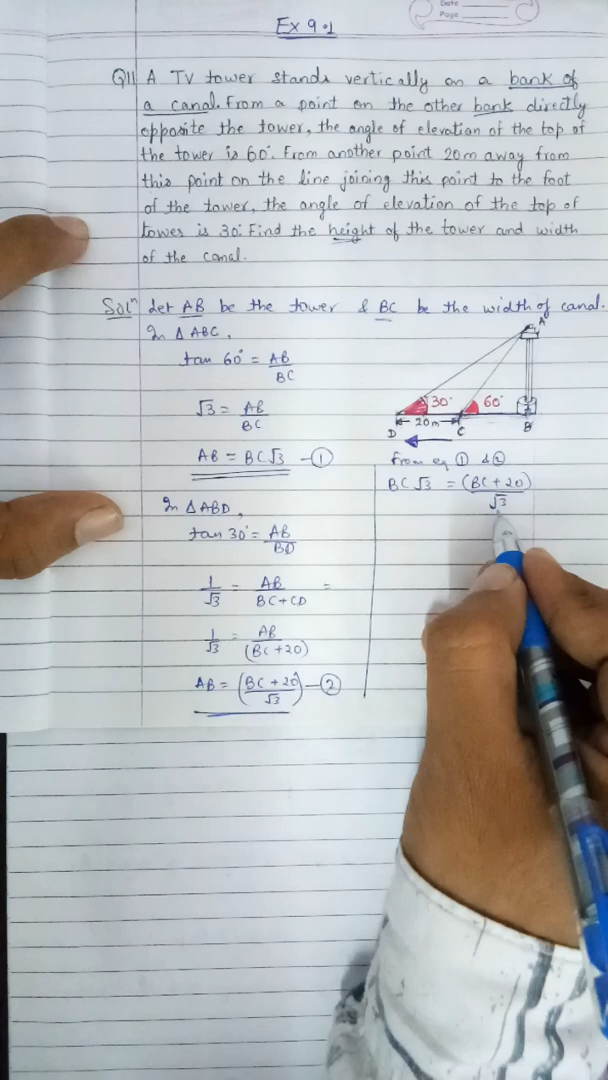 Date
Page
Ex 9.1
Q11 A TV tower stands vertically on a bank of
a canal. From a point on the other bank directly
opposite the tower, the angle of elevation of the top of
the tower is 60°. From another point 20m away from
this point on the line joining this point to the foot
of the tower, the angle of elevation of the top of
tower is 30°. Find the height of the tower and width
of the canal.
Solⁿ Let AB be the tower & BC be the width of canal.
In △ ABC,
tan 60° = AB/BC
√3 = AB/BC
AB = BC√3 — ①
In △ ABD,
tan 30° = AB/BD
1/√3 = AB/BC+CD =
1/√3 = AB/(BC+20)
AB = (BC+20/√3) — ②
A
30° 60°
20m
D C B
From eq ① & ②
BC√3 = (BC+20)/√3